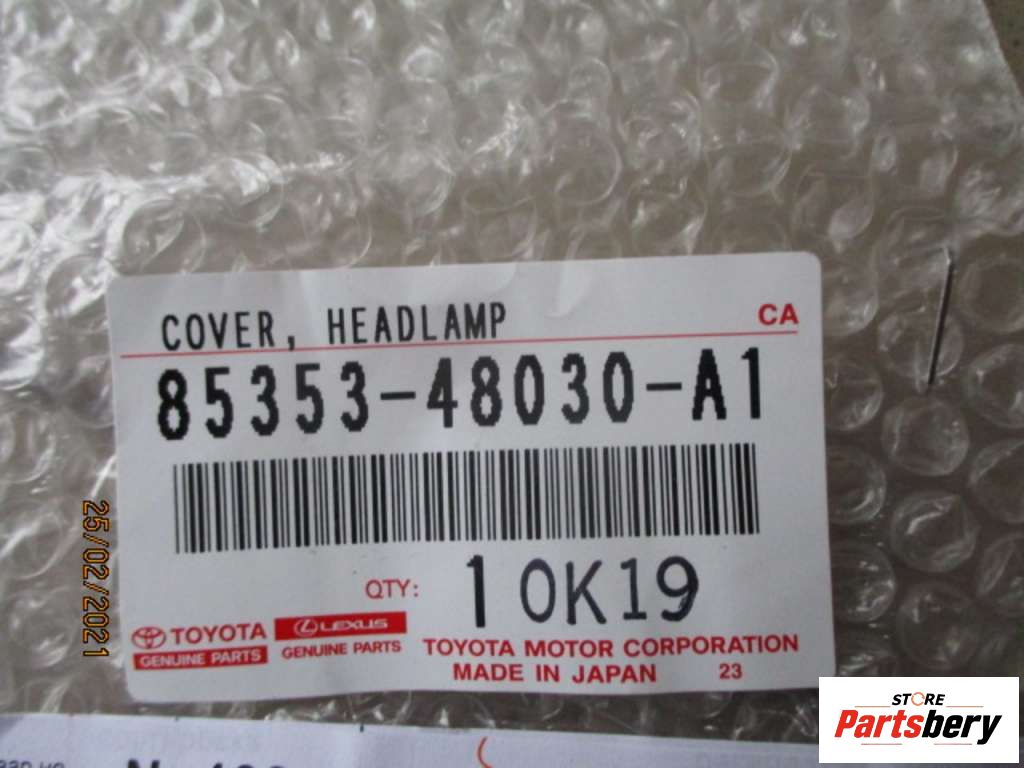 COVER, HEADLAMP
CA
85353-48030-A1
QTY: 1 0K19
TOYOTA
GENUINE PARTS
LEXUS
GENUINE PARTS
TOYOTA MOTOR CORPORATION
MADE IN JAPAN 23
25/02/2021
STORE
Partsbery